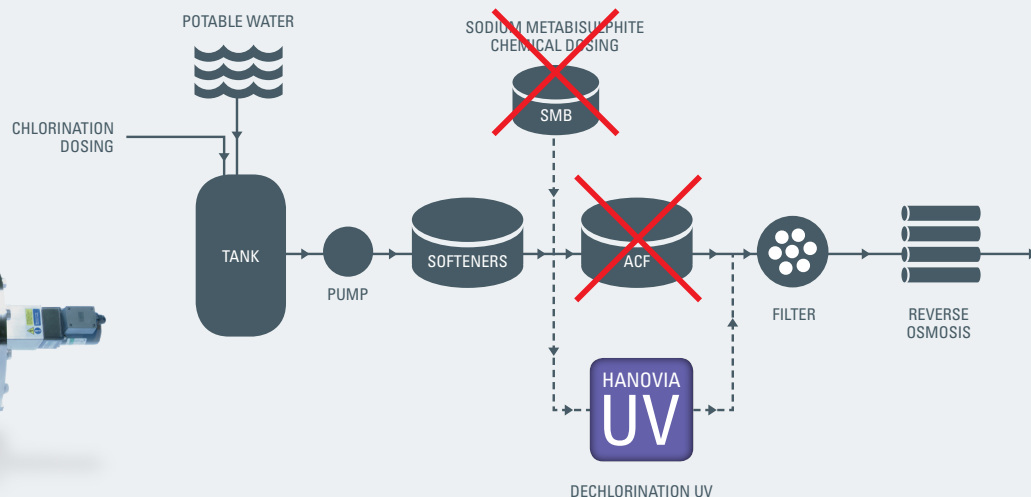 POTABLE WATER
SODIUM METABISULPHITE
CHEMICAL DOSING
SMB
CHLORINATION
DOSING
TANK
PUMP
SOFTENERS
ACF
FILTER
REVERSE
OSMOSIS
HANOVIA
UV
DECHLORINATION UV